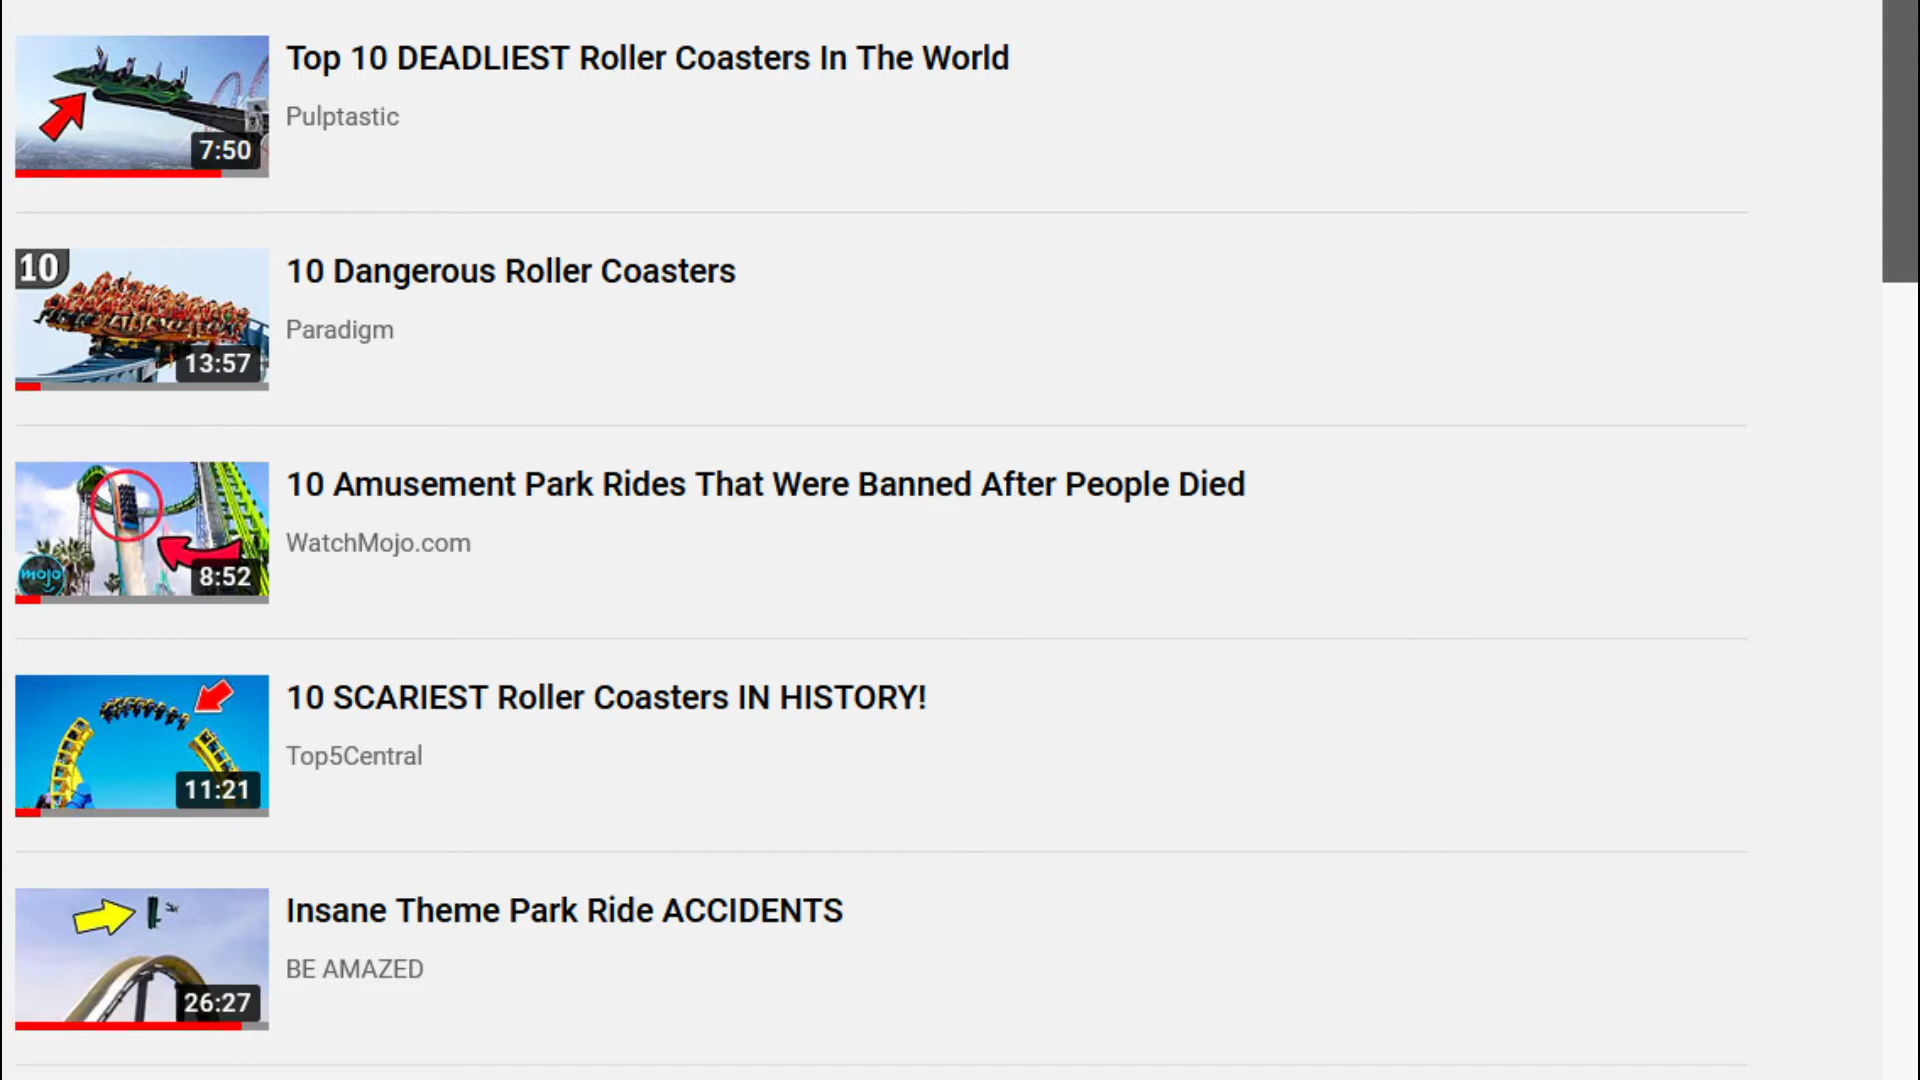 Top 10 DEADLIEST Roller Coasters In The World
Pulptastic
7:50
10
10 Dangerous Roller Coasters
Paradigm
13:57
10 Amusement Park Rides That Were Banned After People Died
WatchMojo.com
mojo
8:52
10 SCARIEST Roller Coasters IN HISTORY!
Top5Central
11:21
Insane Theme Park Ride ACCIDENTS
BE AMAZED
26:27